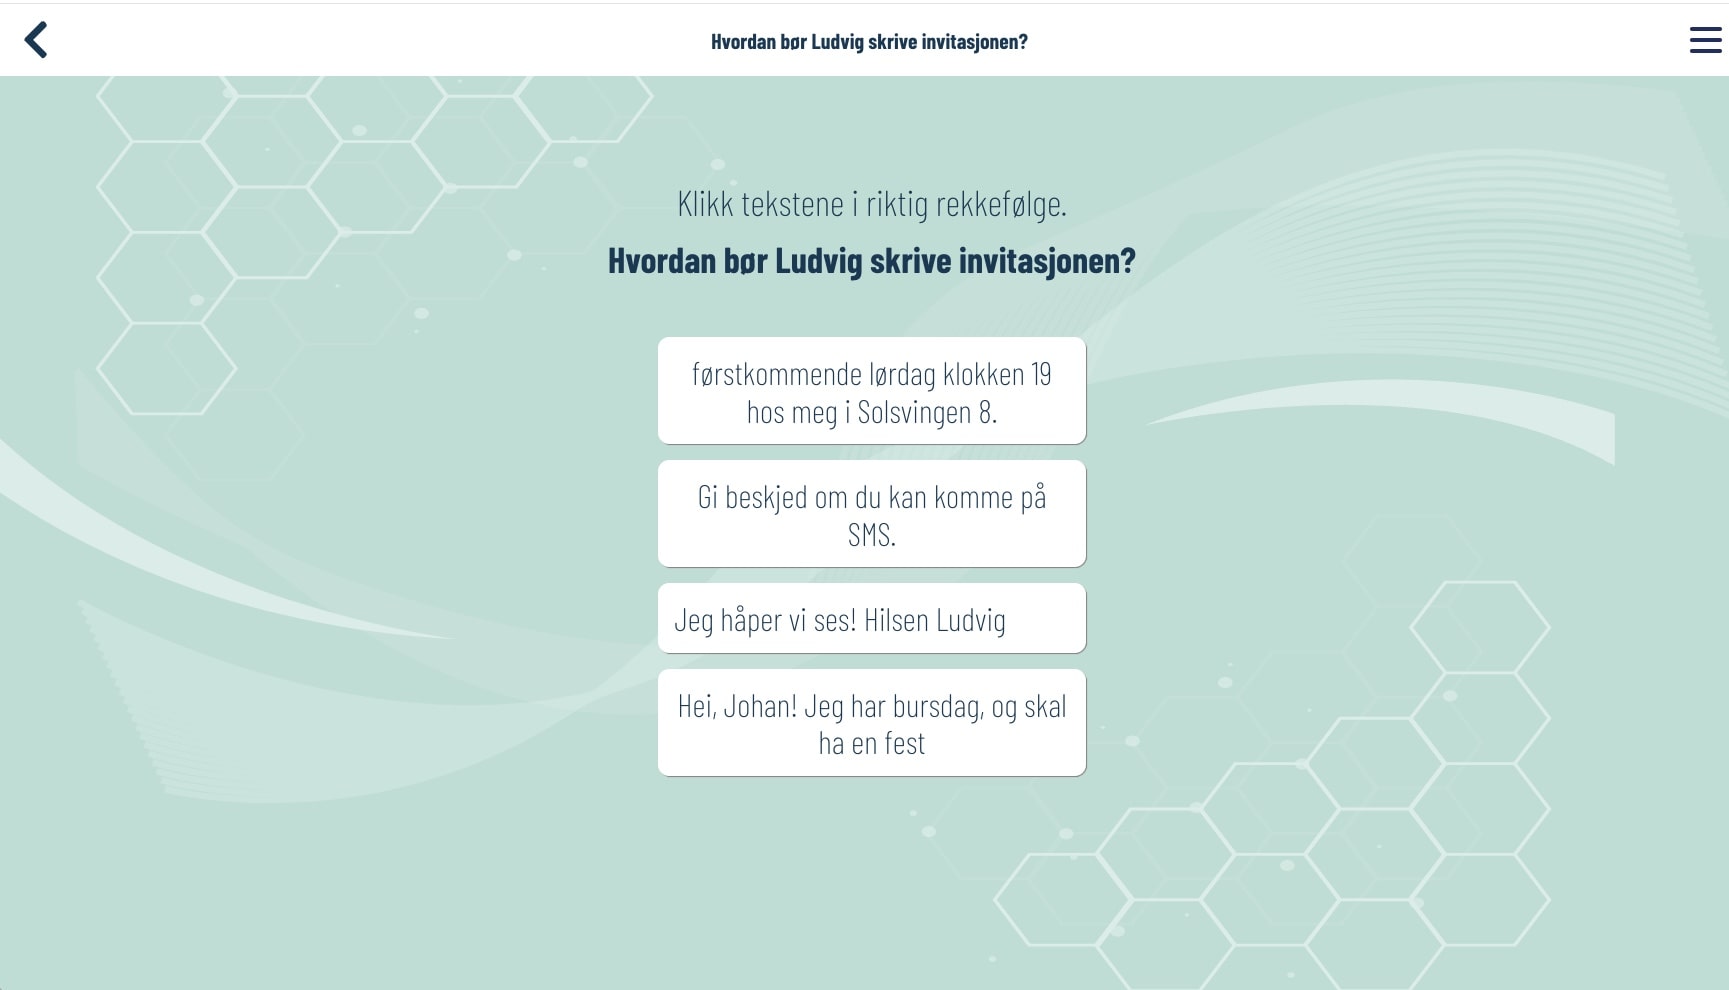 Hvordan bør Ludvig skrive invitasjonen?
Klikk tekstene i riktig rekkefølge.
Hvordan bør Ludvig skrive invitasjonen?
førstkommende lørdag klokken 19
hos meg i Solsvingen 8.
Gi beskjed om du kan komme på
SMS.
Jeg håper vi ses! Hilsen Ludvig
Hei, Johan! Jeg har bursdag, og skal
ha en fest